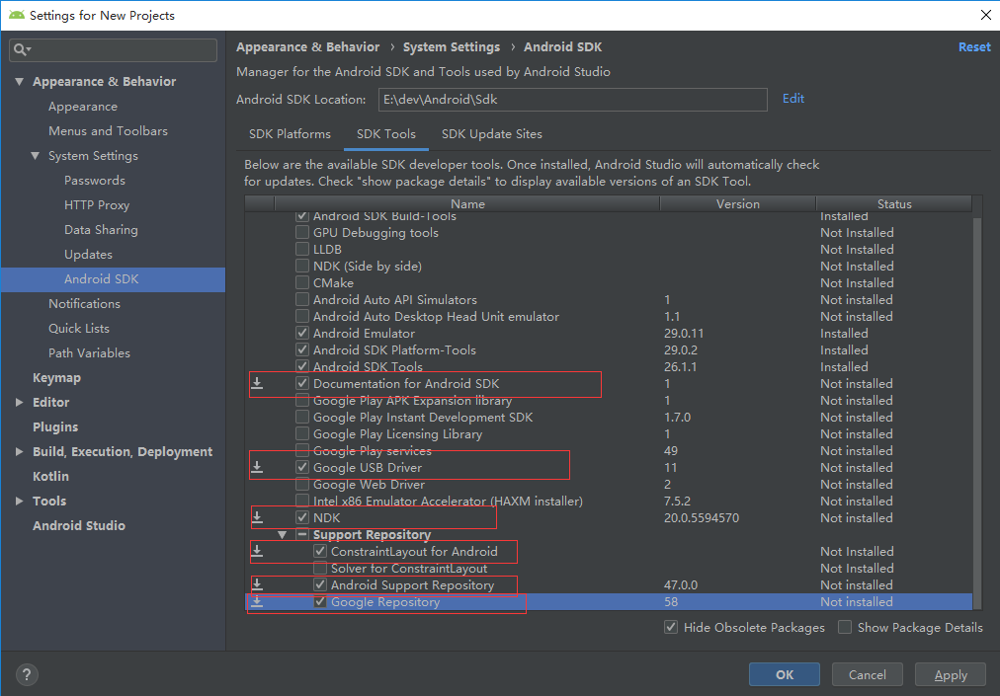 Settings for New Projects
Appearance & Behavior
Appearance
Menus and Toolbars
System Settings
Passwords
HTTP Proxy
Data Sharing
Updates
Android SDK
Notifications
Quick Lists
Path Variables
Keymap
Editor
Plugins
Build, Execution, Deployment
Kotlin
Tools
Android Studio
Appearance & Behavior › System Settings › Android SDK Reset
Manager for the Android SDK and Tools used by Android Studio
Android SDK Location: E:\dev\Android\Sdk Edit
SDK Platforms SDK Tools SDK Update Sites
Below are the available SDK developer tools. Once installed, Android Studio will automatically check
for updates. Check "show package details" to display available versions of an SDK Tool.
Name Version Status
Android SDK Build-Tools Installed
GPU Debugging tools Not Installed
LLDB Not Installed
NDK (Side by side) Not Installed
CMake Not Installed
Android Auto API Simulators 1 Not installed
Android Auto Desktop Head Unit emulator 1.1 Not installed
Android Emulator 29.0.11 Installed
Android SDK Platform-Tools 29.0.2 Installed
Android SDK Tools 26.1.1 Installed
Documentation for Android SDK 1 Not installed
Google Play APK Expansion library 1 Not installed
Google Play Instant Development SDK 1.7.0 Not installed
Google Play Licensing Library 1 Not installed
Google Play services 49 Not installed
Google USB Driver 11 Not installed
Google Web Driver 2 Not installed
Intel x86 Emulator Accelerator (HAXM installer) 7.5.2 Not installed
NDK 20.0.5594570 Not installed
Support Repository
ConstraintLayout for Android Not Installed
Solver for ConstraintLayout Not Installed
Android Support Repository 47.0.0 Not installed
Google Repository 58 Not installed
Hide Obsolete Packages Show Package Details
? OK Cancel Apply